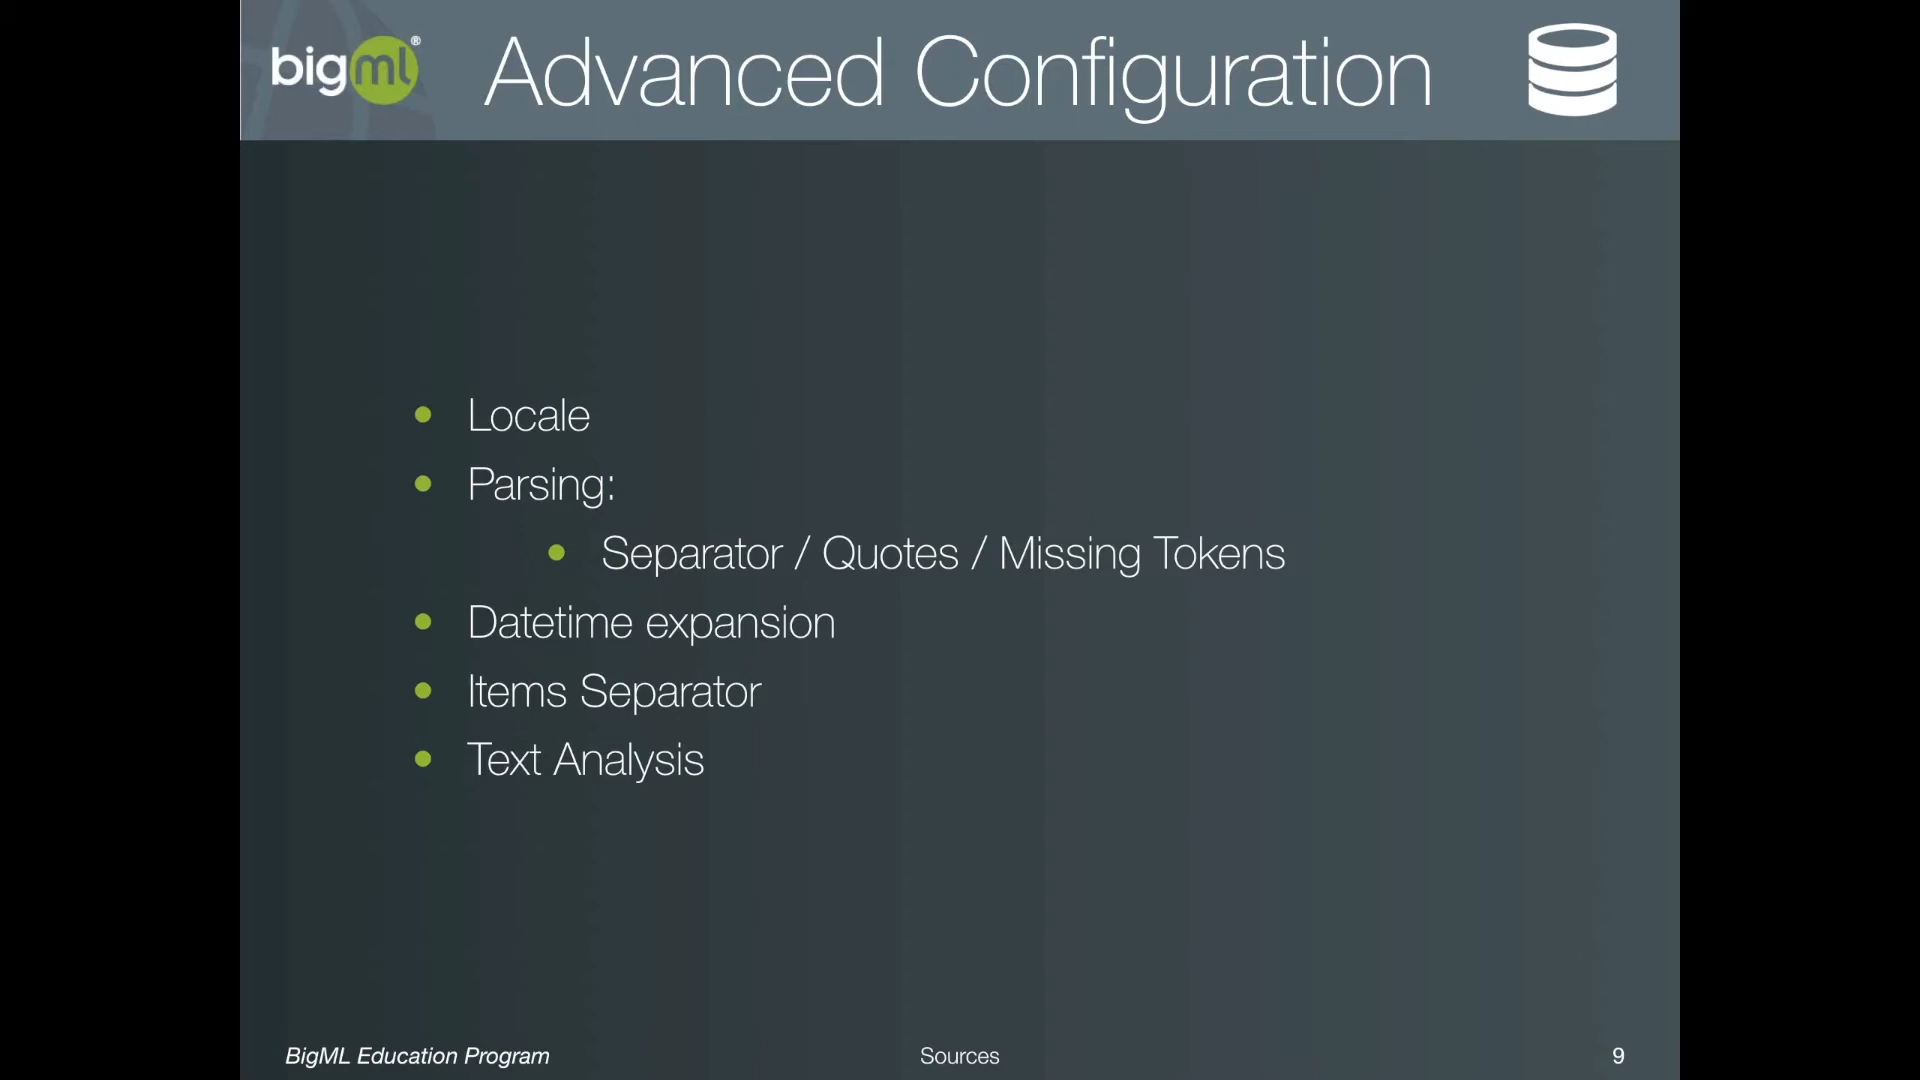 bigml®
Advanced Configuration
Locale
Parsing:
Separator / Quotes / Missing Tokens
Datetime expansion
Items Separator
Text Analysis
BigML Education Program
Sources
9